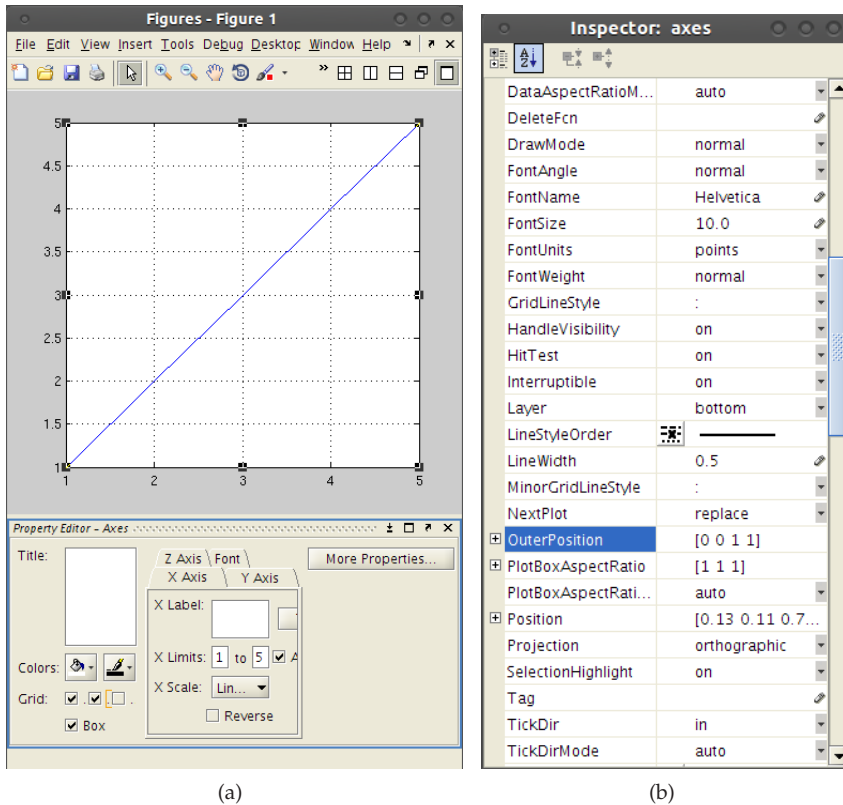 Figures - Figure 1
File Edit View Insert Tools Debug Desktop Window Help
»
5
4.5
4
3.5
3
2.5
2
1.5
1
1 2 3 4 5
Property Editor - Axes
Title:
Colors:
Grid:
Box
Z Axis Font
X Axis Y Axis
X Label:
X Limits: 1 to 5 A
X Scale: Lin...
Reverse
More Properties...
(a)
Inspector: axes
DataAspectRatioM... auto
DeleteFcn
DrawMode normal
FontAngle normal
FontName Helvetica
FontSize 10.0
FontUnits points
FontWeight normal
GridLineStyle :
HandleVisibility on
HitTest on
Interruptible on
Layer bottom
LineStyleOrder
LineWidth 0.5
MinorGridLineStyle :
NextPlot replace
OuterPosition [0 0 1 1]
PlotBoxAspectRatio [1 1 1]
PlotBoxAspectRati... auto
Position [0.13 0.11 0.7...
Projection orthographic
SelectionHighlight on
Tag
TickDir in
TickDirMode auto
(b)